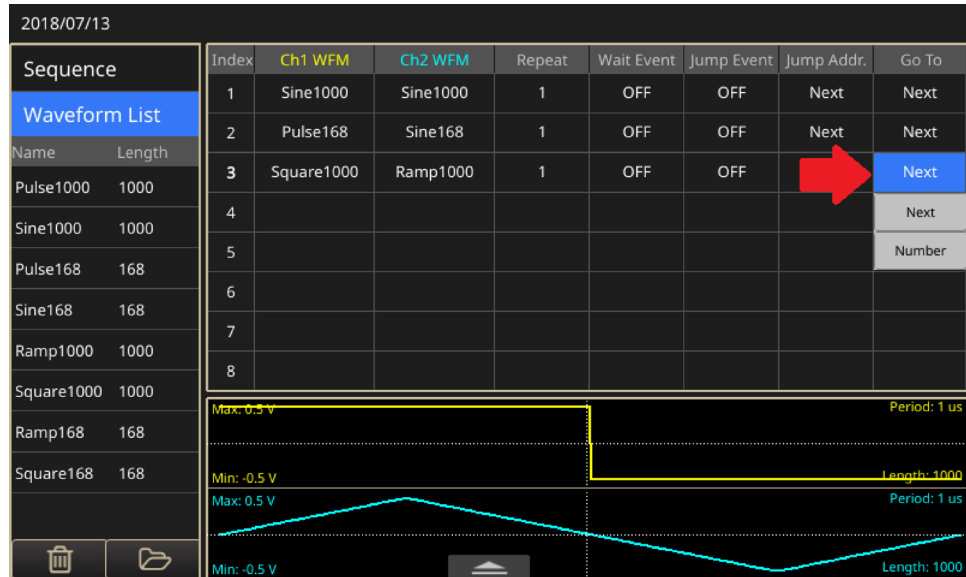 2018/07/13
Sequence
Waveform List
Name Length
Pulse1000 1000
Sine1000 1000
Pulse168 168
Sine168 168
Ramp1000 1000
Square1000 1000
Ramp168 168
Square168 168
Index Ch1 WFM Ch2 WFM Repeat Wait Event Jump Event Jump Addr. Go To
1 Sine1000 Sine1000 1 OFF OFF Next Next
2 Pulse168 Sine168 1 OFF OFF Next Next
3 Square1000 Ramp1000 1 OFF OFF Next
4 Next
5 Number
6
7
8
Max: 0.5 V Period: 1 us
Min: -0.5 V Length: 1000
Max: 0.5 V Period: 1 us
Min: -0.5 V Length: 1000